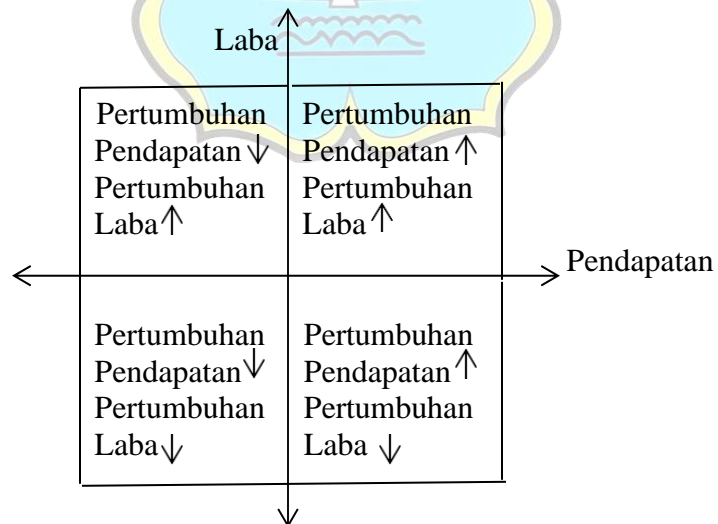 Laba
Pertumbuhan
Pendapatan ↓
Pertumbuhan
Laba ↑
Pertumbuhan
Pendapatan ↑
Pertumbuhan
Laba ↑
Pendapatan
Pertumbuhan
Pendapatan ↓
Pertumbuhan
Laba ↓
Pertumbuhan
Pendapatan ↑
Pertumbuhan
Laba ↓